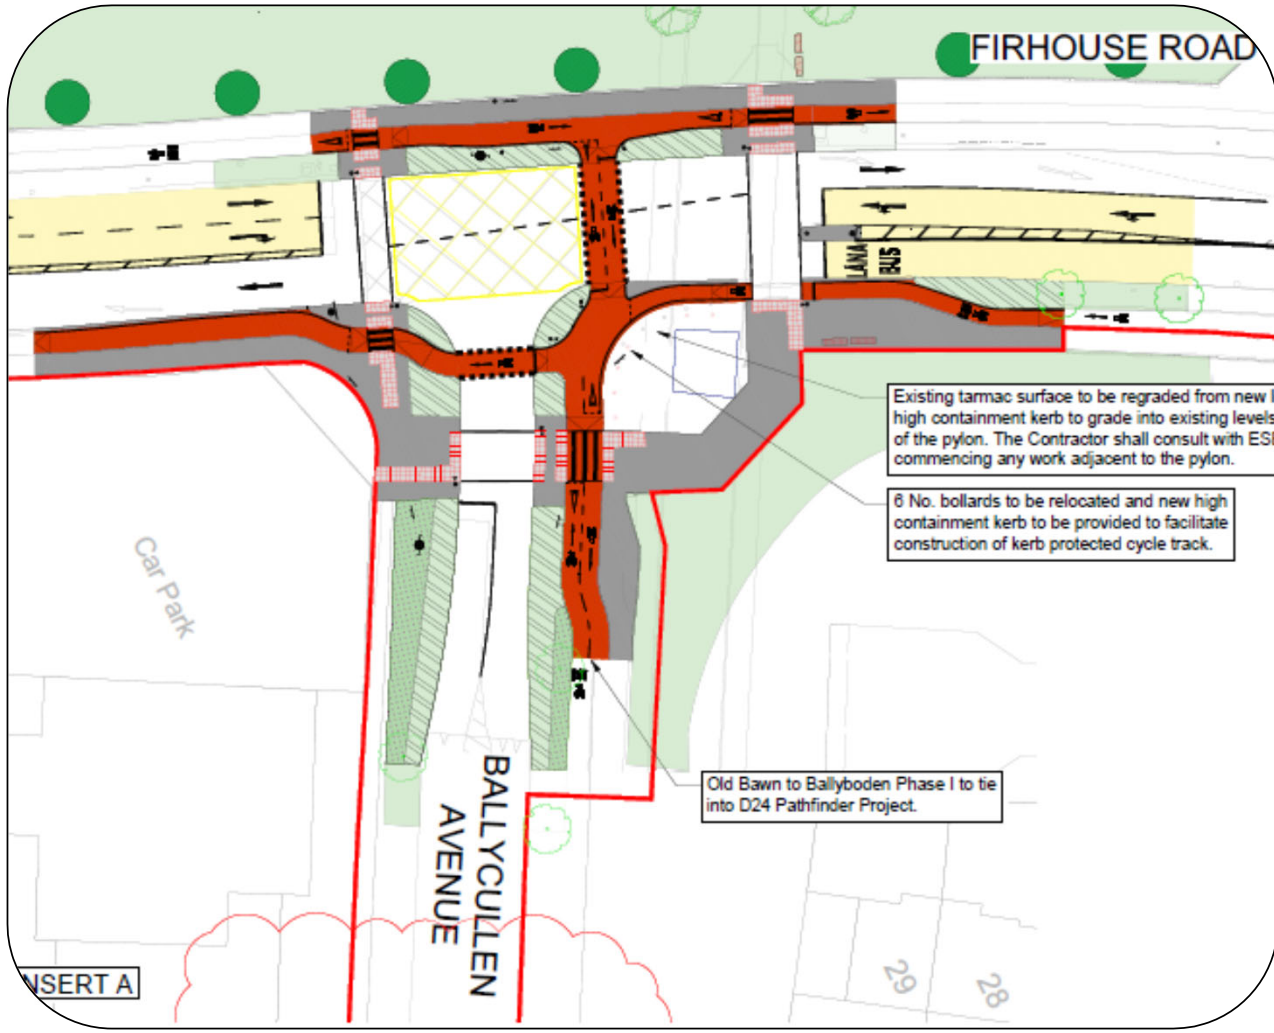 FIRHOUSE ROAD
LÁNA
BUS
Existing tarmac surface to be regraded from new
high containment kerb to grade into existing levels
of the pylon. The Contractor shall consult with
commencing any work adjacent to the pylon.
6 No. bollards to be relocated and new high
containment kerb to be provided to facilitate
construction of kerb protected cycle track.
Car Park
Old Bawn to Ballyboden Phase I to tie
into D24 Pathfinder Project.
BALLYCULLEN
AVENUE
NSERT A
29
28